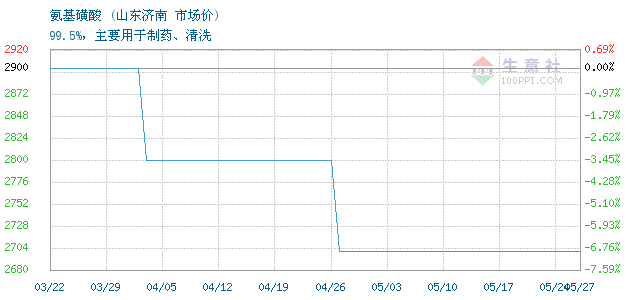 氨基磺酸 (山东济南 市场价)
99.5%, 主要用于制药、清洗
2920 0.69%
2900 0.00%
生意社
100PPI.COM
2872 -0.97%
2848 -1.79%
2824 -2.62%
2800 -3.45%
2776 -4.28%
2752 -5.10%
2728 -5.93%
2704 -6.76%
2680 -7.59%
03/22 03/29 04/05 04/12 04/19 04/26 05/03 05/10 05/17 05/24 05/27